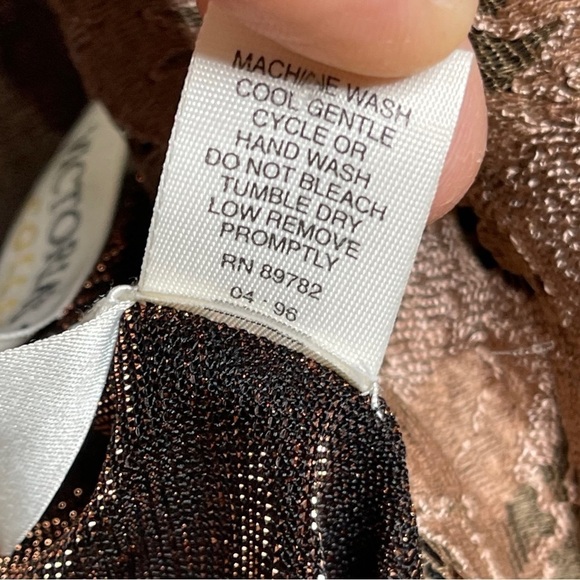 MACHINE WASH
COOL GENTLE
CYCLE OR
HAND WASH
DO NOT BLEACH
TUMBLE DRY
LOW REMOVE
PROMPTLY
RN 89782
04 - 96